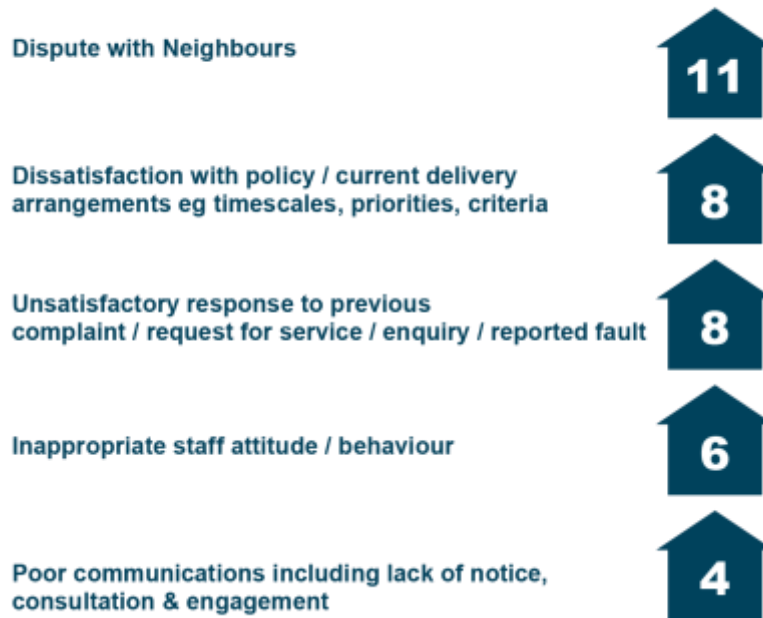 Dispute with Neighbours
11
Dissatisfaction with policy / current delivery
arrangements eg timescales, priorities, criteria
8
Unsatisfactory response to previous
complaint / request for service / enquiry / reported fault
8
Inappropriate staff attitude / behaviour
6
Poor communications including lack of notice,
consultation & engagement
4